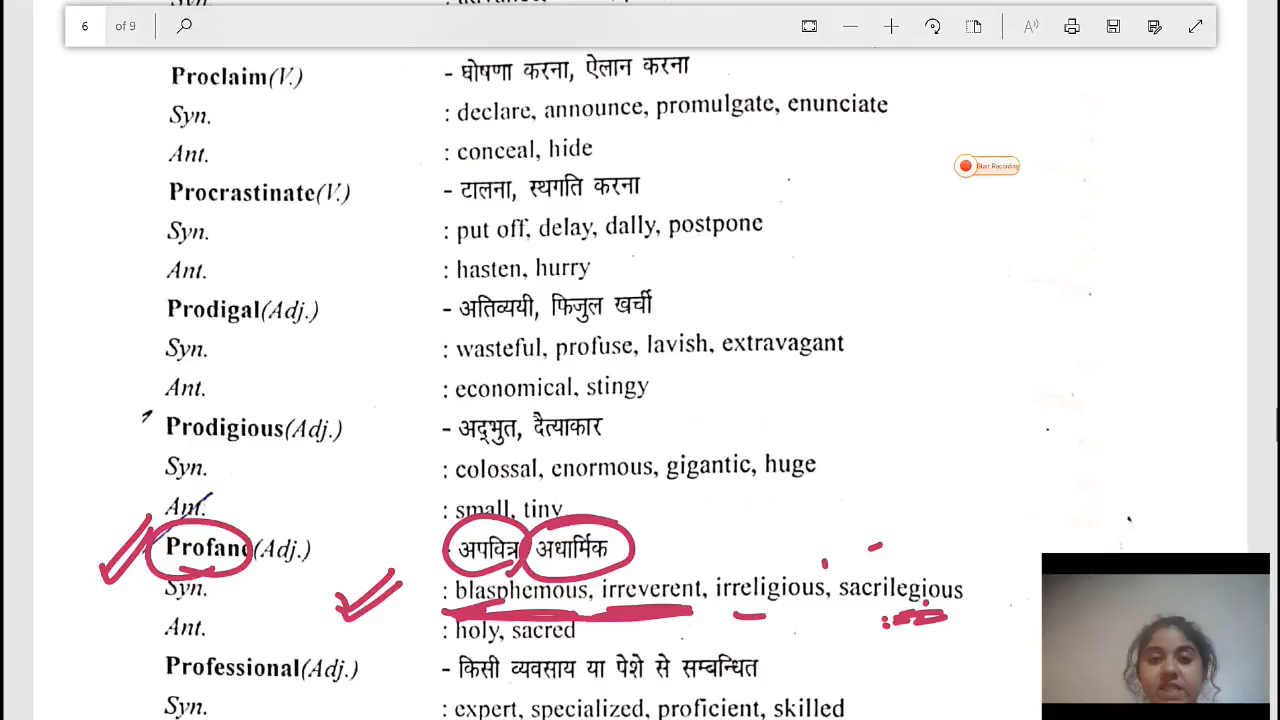 6 of 9
Proclaim(V.) - घोषणा करना, ऐलान करना
Syn. : declare, announce, promulgate, enunciate
Start Recording
Ant. : conceal, hide
Procrastinate(V.) - टालना, स्थगति करना
Syn. : put off, delay, dally, postpone
Ant. : hasten, hurry
Prodigal(Adj.) - अतिव्ययी, फिजुल खर्ची
Syn. : wasteful, profuse, lavish, extravagant
Ant. : economical, stingy
Prodigious(Adj.) - अद्भुत, दैत्याकार
Syn. : colossal, enormous, gigantic, huge
Ant. : small, tiny
Profane(Adj.) - अपवित्र, अधार्मिक
Syn. : blasphemous, irreverent, irreligious, sacrilegious
Ant. : holy, sacred
Professional(Adj.) - किसी व्यवसाय या पेशे से सम्बन्धित
Syn. : expert, specialized, proficient, skilled